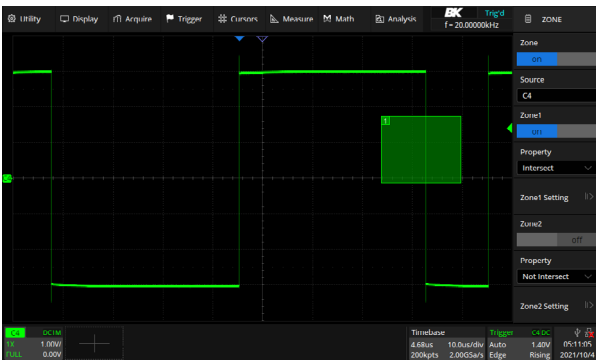 Utility Display Acquire Trigger Cursors Measure Math Analysis BK Trig'd ZONE
f = 20.00000kHz
Zone
on
Source
C4
Zone1
on
Property
Intersect
Zone1 Setting
Zone2
off
Property
Not Intersect
Zone2 Setting
1
C4
C4 DC1M
1X 1.00V/
FULL 0.00V
Timebase
4.68us 10.0us/div
200kpts 2.00GSa/s
Trigger C4 DC
Auto 1.40V
Edge Rising
05:11:05
2021/10/4